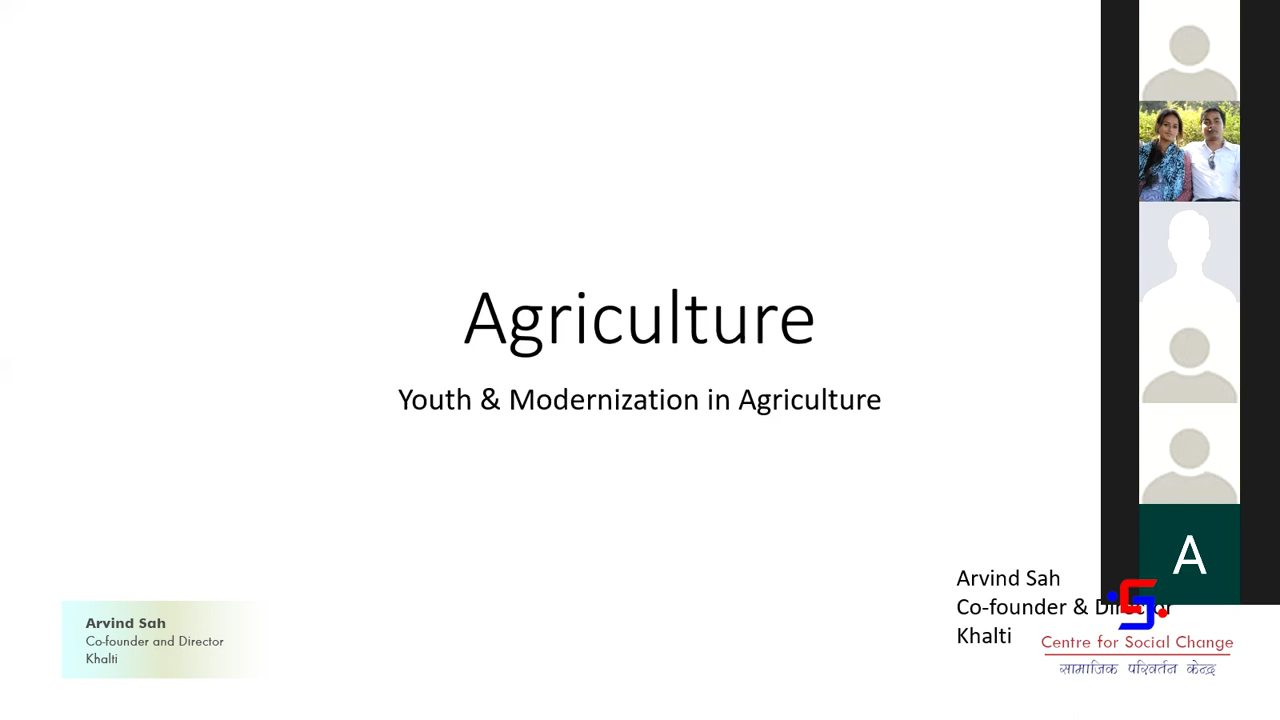 Agriculture
Youth & Modernization in Agriculture
A
Arvind Sah
Co-founder & Director
Khalti
Arvind Sah
Co-founder and Director
Khalti
Centre for Social Change
सामाजिक परिवर्तन केन्द्र